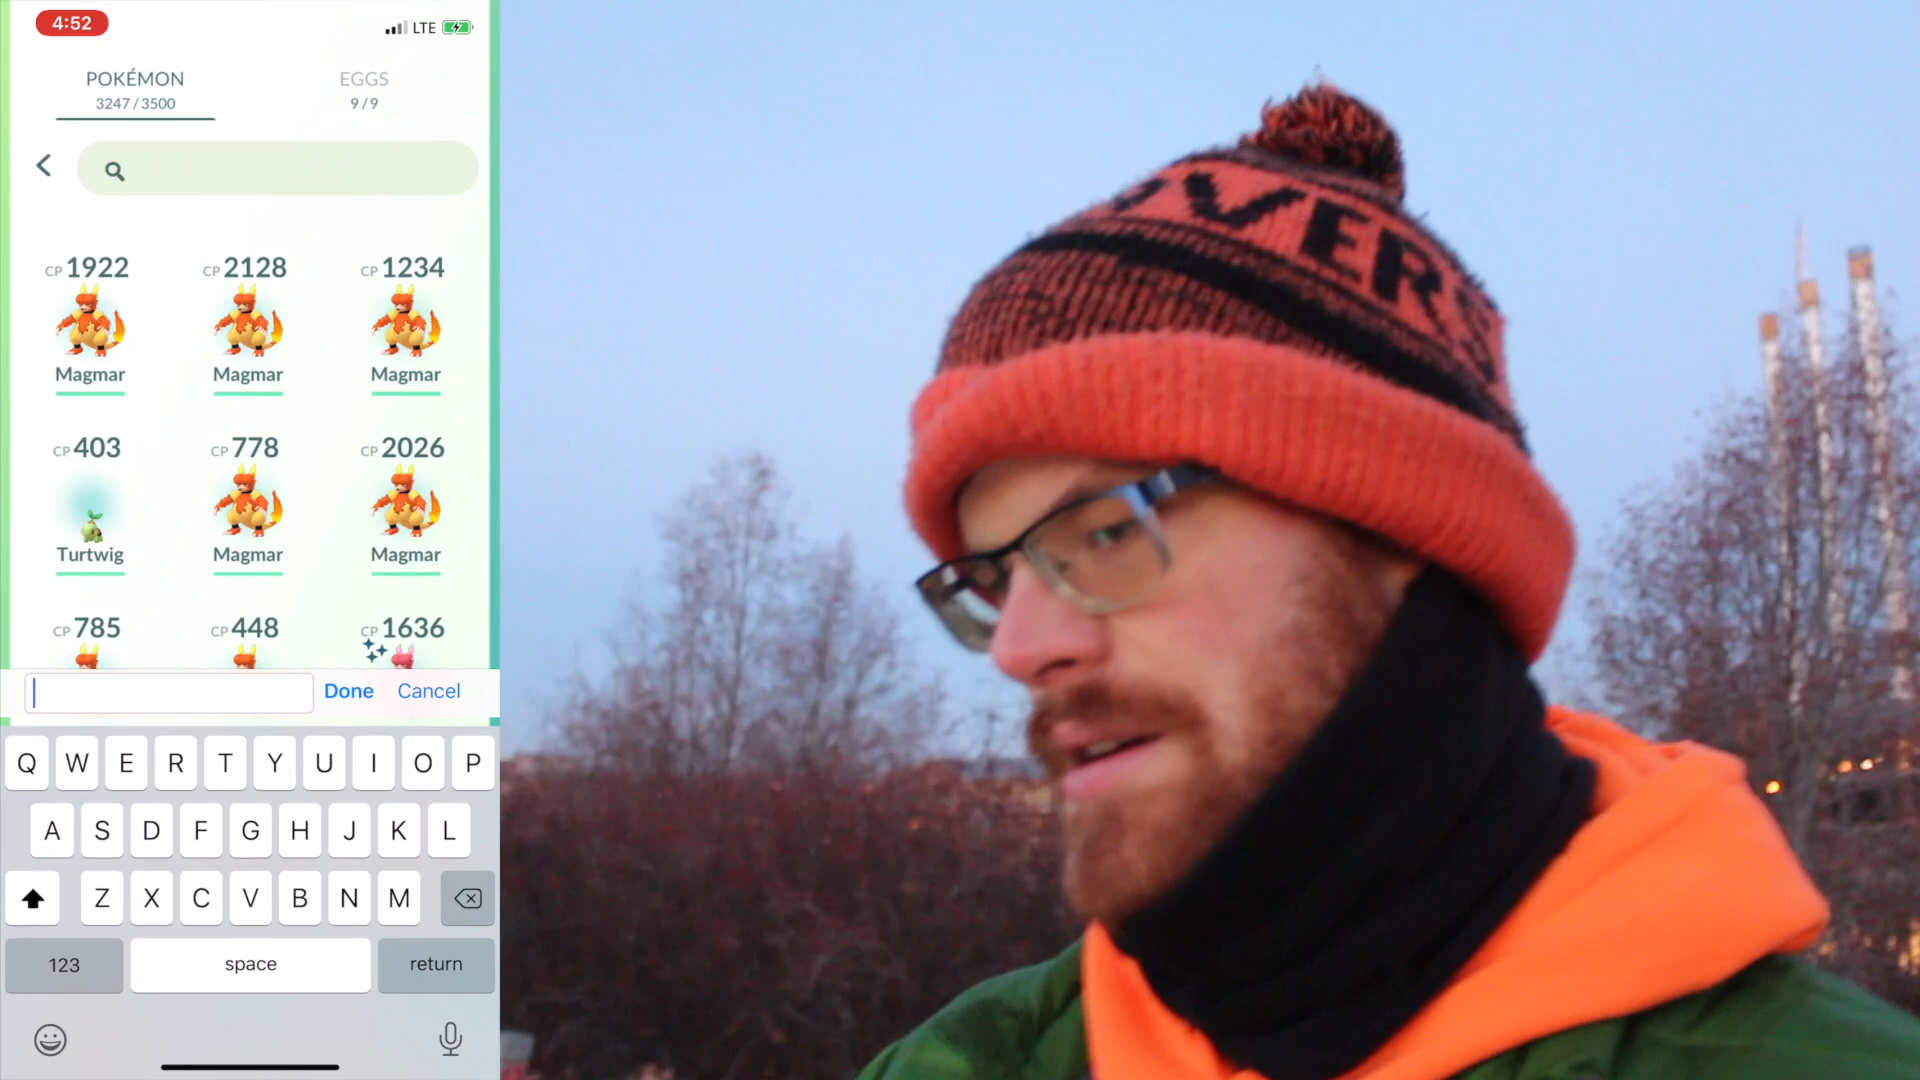 4:52
LTE
POKÉMON
EGGS
3247 / 3500
9 / 9
CP 1922
CP 2128
CP 1234
Magmar
Magmar
Magmar
CP 403
CP 778
CP 2026
Turtwig
Magmar
Magmar
CP 785
CP 448
CP 1636
Done
Cancel
Q W E R T Y U I O P
A S D F G H J K L
Z X C V B N M
123
space
return